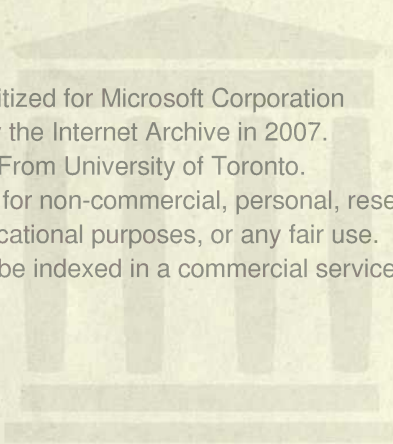 itized for Microsoft Corporation
the Internet Archive in 2007.
From University of Toronto.
for non-commercial, personal, rese
cational purposes, or any fair use.
be indexed in a commercial service